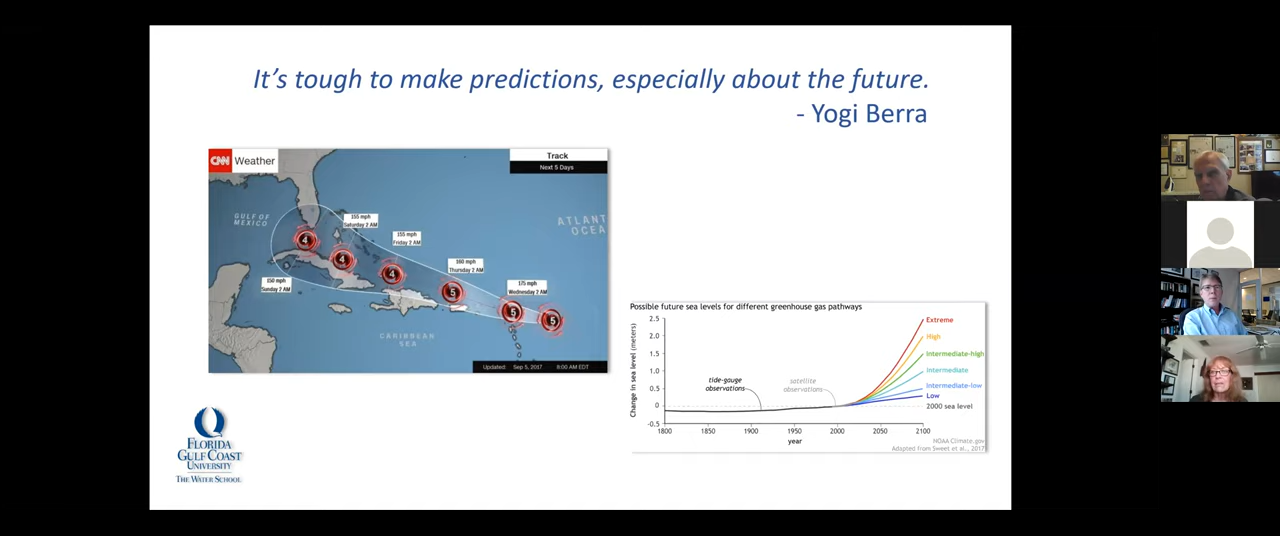 It's tough to make predictions, especially about the future.
- Yogi Berra
CNN Weather
Track
Next 5 Days
GULF OF
MEXICO
ATLANTIC
OCEAN
155 mph
Saturday 2 AM
155 mph
Friday 2 AM
160 mph
Thursday 2 AM
175 mph
Wednesday 2 AM
150 mph
Sunday 2 AM
4
4
4
5
5
5
CARIBBEAN
SEA
Updated: Sep 5, 2017 8:00 AM EDT
Possible future sea levels for different greenhouse gas pathways
Change in sea level (meters)
2.5
2.0
1.5
1.0
0.5
0
-0.5
tide-gauge
observations
satellite
observations
Extreme
High
Intermediate-high
Intermediate
Intermediate-low
Low
2000 sea level
1800 1850 1900 1950 2000 2050 2100
year
NOAA Climate.gov
Adapted from Sweet et al., 2017
FLORIDA
GULF COAST
UNIVERSITY
THE WATER SCHOOL